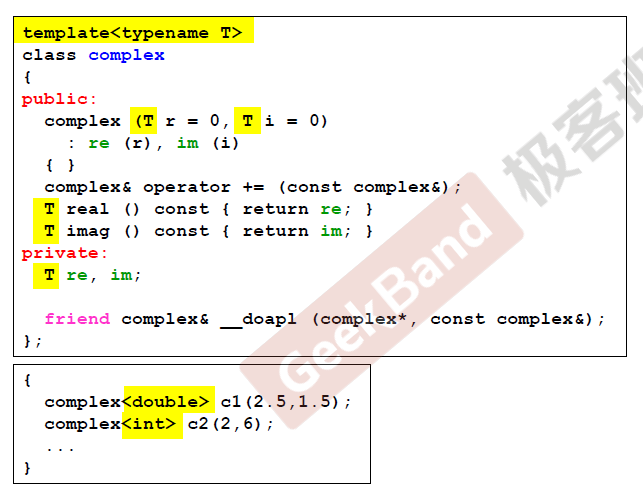 template<typename T>
class complex
{
public:
  complex (T r = 0, T i = 0)
    : re (r), im (i)
  { }
  complex& operator += (const complex&);
  T real () const { return re; }
  T imag () const { return im; }
private:
  T re, im;
  friend complex& __doapl (complex*, const complex&);
};
{
  complex<double> c1(2.5,1.5);
  complex<int> c2(2,6);
  ...
}
GeekBand 极客班